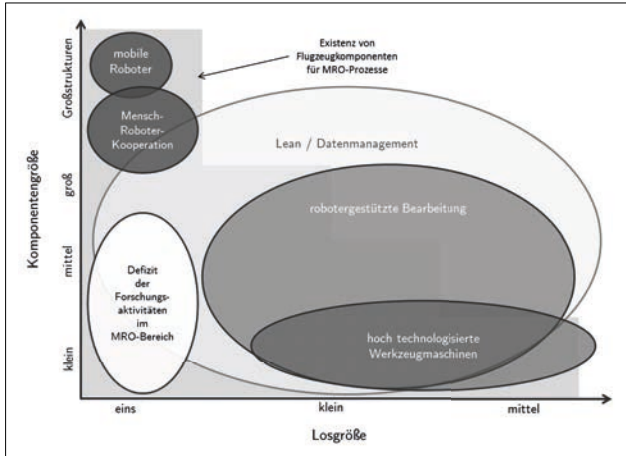 mobile
Roboter
Existenz von
Flugzeugkomponenten
für MRO-Prozesse
Mensch-
Roboter-
Kooperation
Lean / Datenmanagement
robotergestützte Bearbeitung
Defizit
der
Forschungs-
aktivitäten
im
MRO-Bereich
hoch technologisierte
Werkzeugmaschinen
Komponentengröße
Großstrukturen
groß
mittel
klein
eins
klein
mittel
Losgröße